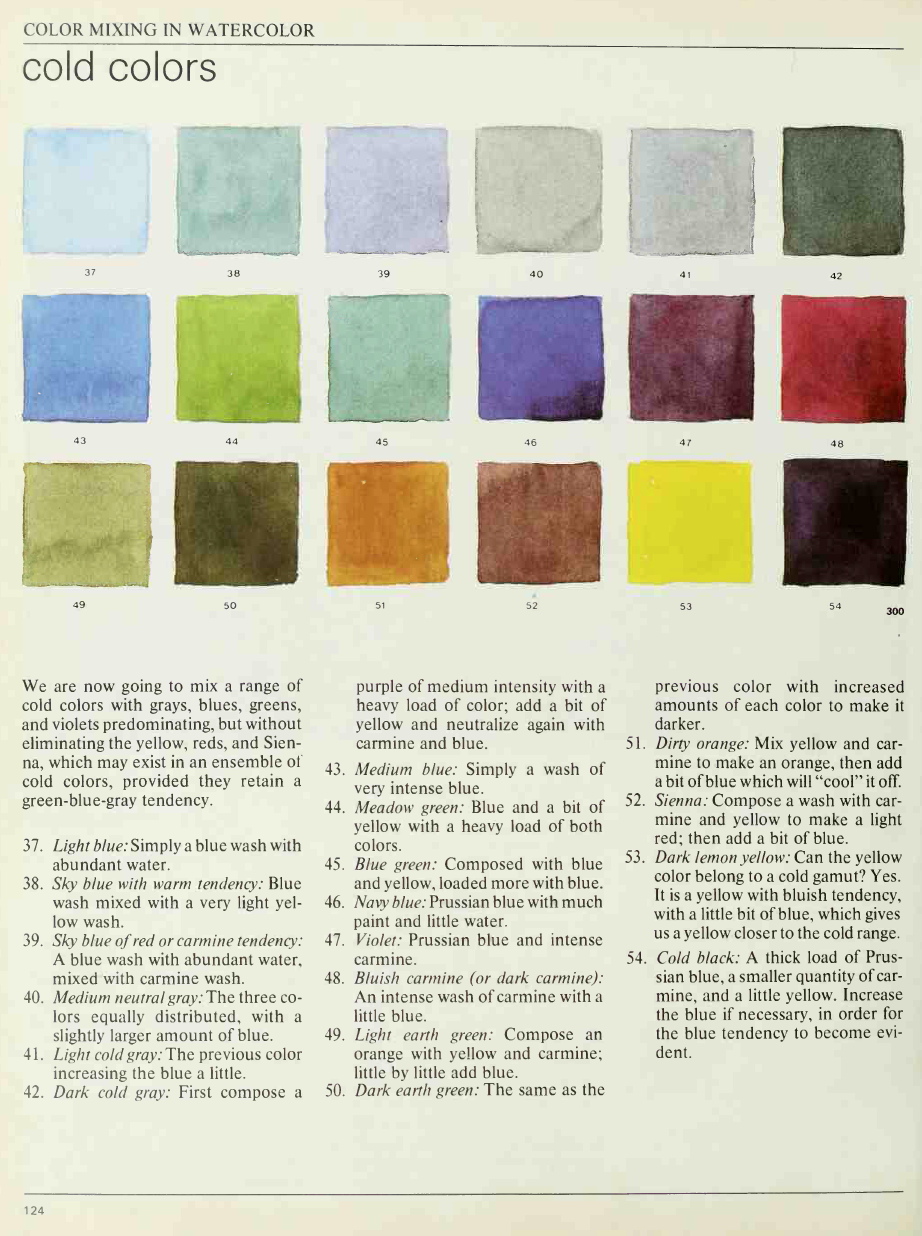 COLOR MIXING IN WATERCOLOR
cold colors
37 38 39 40 41 42
43 44 45 46 47 48
49 50 51 52 53 54
300
We are now going to mix a range of
cold colors with grays, blues, greens,
and violets predominating, but without
eliminating the yellow, reds, and Sien-
na, which may exist in an ensemble of
cold colors, provided they retain a
green-blue-gray tendency.
37. Light blue: Simply a blue wash with
abundant water.
38. Sky blue with warm tendency: Blue
wash mixed with a very light yel-
low wash.
39. Sky blue of red or carmine tendency:
A blue wash with abundant water,
mixed with carmine wash.
40. Medium neutral gray: The three co-
lors equally distributed, with a
slightly larger amount of blue.
41. Light cold gray: The previous color
increasing the blue a little.
42. Dark cold gray: First compose a
purple of medium intensity with a
heavy load of color; add a bit of
yellow and neutralize again with
carmine and blue.
43. Medium blue: Simply a wash of
very intense blue.
44. Meadow green: Blue and a bit of
yellow with a heavy load of both
colors.
45. Blue green: Composed with blue
and yellow, loaded more with blue.
46. Navy blue: Prussian blue with much
paint and little water.
47. Violet: Prussian blue and intense
carmine.
48. Bluish carmine (or dark carmine):
An intense wash of carmine with a
little blue.
49. Light earth green: Compose an
orange with yellow and carmine;
little by little add blue.
50. Dark earth green: The same as the
previous color with increased
amounts of each color to make it
darker.
51. Dirty orange: Mix yellow and car-
mine to make an orange, then add
a bit of blue which will “cool” it off.
52. Sienna: Compose a wash with car-
mine and yellow to make a light
red; then add a bit of blue.
53. Dark lemon yellow: Can the yellow
color belong to a cold gamut? Yes.
It is a yellow with bluish tendency,
with a little bit of blue, which gives
us a yellow closer to the cold range.
54. Cold black: A thick load of Prus-
sian blue, a smaller quantity of car-
mine, and a little yellow. Increase
the blue if necessary, in order for
the blue tendency to become evi-
dent.
124